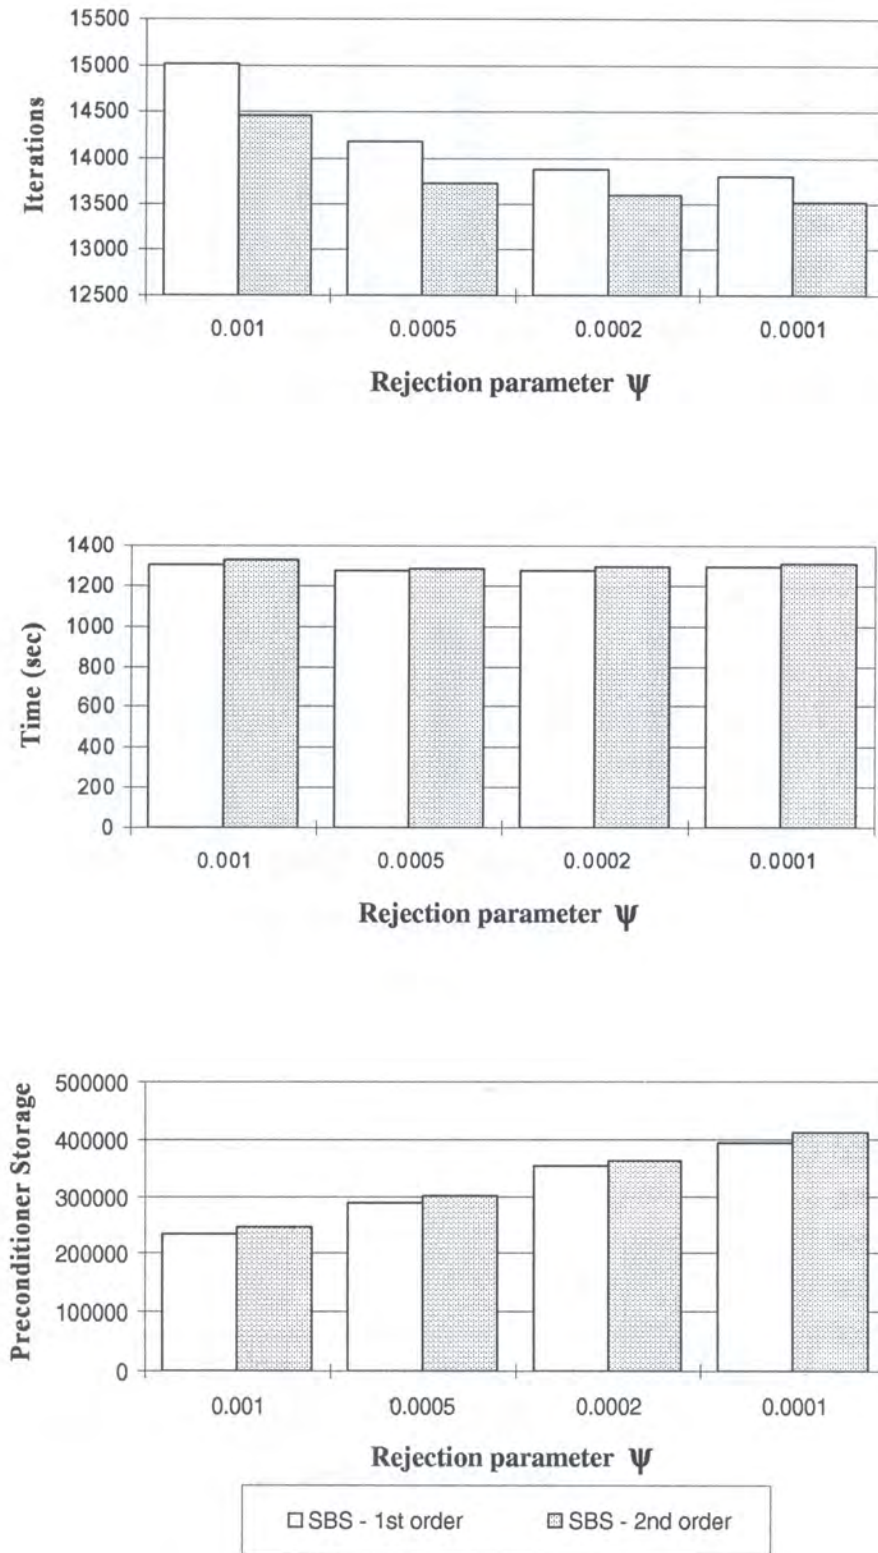 Iterations
15500
15000
14500
14000
13500
13000
12500
0.001 0.0005 0.0002 0.0001
Rejection parameter ψ
Time (sec)
1400
1200
1000
800
600
400
200
0
0.001 0.0005 0.0002 0.0001
Rejection parameter ψ
Preconditioner Storage
500000
400000
300000
200000
100000
0
0.001 0.0005 0.0002 0.0001
Rejection parameter ψ
SBS - 1st order SBS - 2nd order